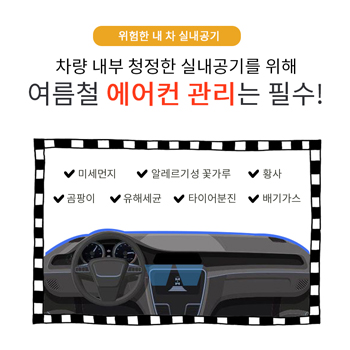 위험한 내 차 실내공기
차량 내부 청정한 실내공기를 위해
여름철 에어컨 관리는 필수!
✔ 미세먼지 ✔ 알레르기성 꽃가루 ✔ 황사
✔ 곰팡이 ✔ 유해세균 ✔ 타이어분진 ✔ 배기가스